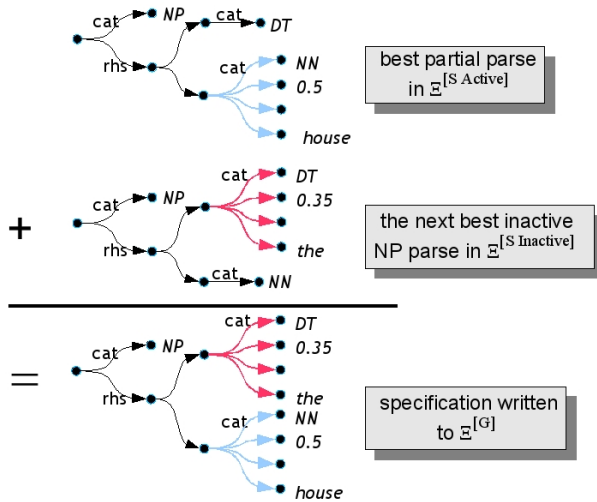 cat NP cat DT
rhs cat NN
0.5
house
best partial parse
in Ξ[S Active]
+ cat NP cat DT
0.35
rhs the
cat NN
the next best inactive
NP parse in Ξ[S Inactive]
= cat NP cat DT
0.35
rhs the
cat NN
0.5
house
specification written
to Ξ[G]